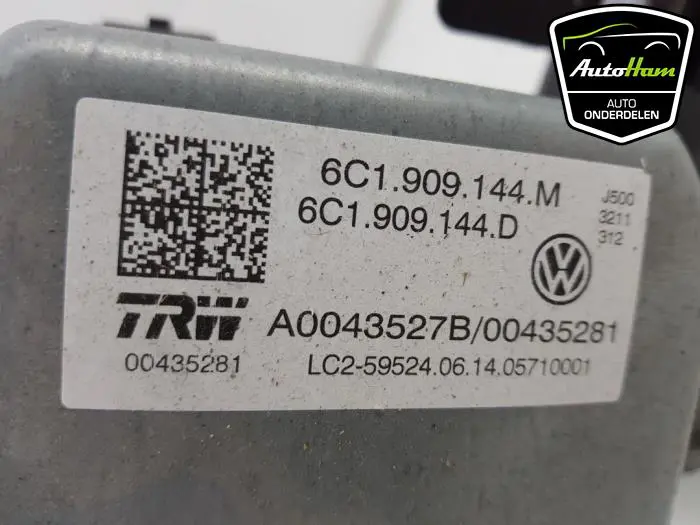 AutoHam
AUTO
ONDERDELEN
6C1.909.144.M
6C1.909.144.D
J500
3211
312
TRW
A0043527B/00435281
00435281
LC2-59524.06.14.05710001